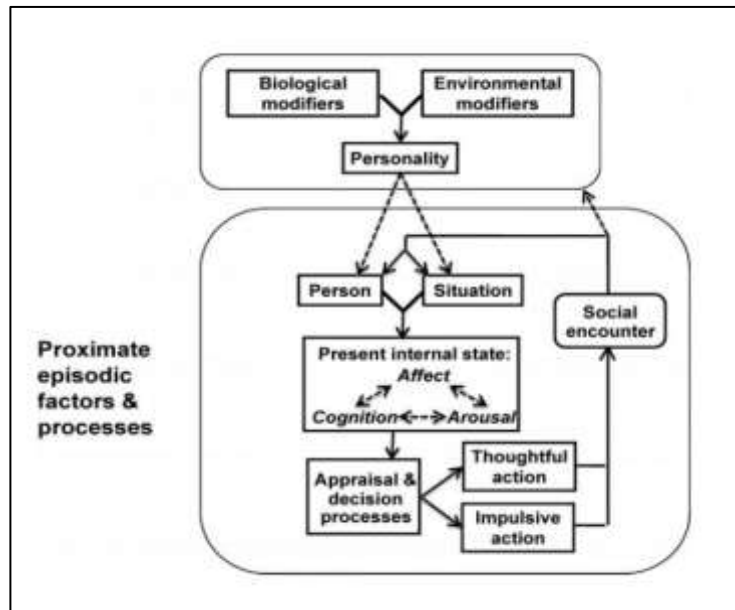 Biological
modifiers
Environmental
modifiers
Personality
Person
Situation
Social
encounter
Proximate
episodic
factors &
processes
Present internal state:
Affect
Cognition
Arousal
Appraisal &
decision
processes
Thoughtful
action
Impulsive
action